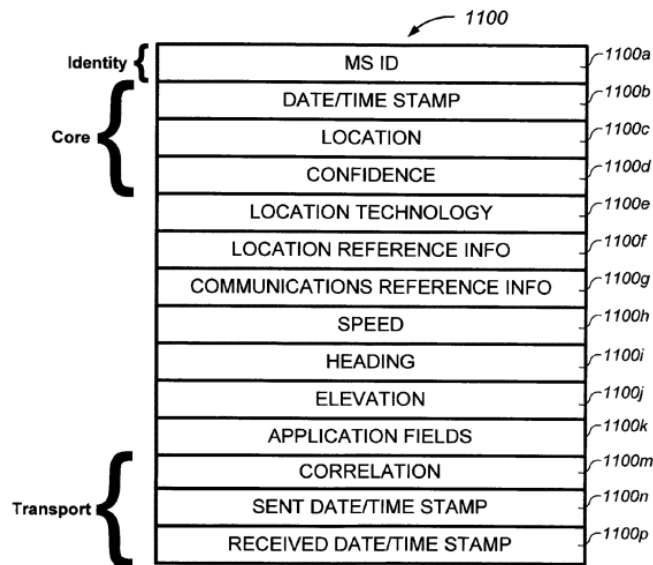 1100
Identity
MS ID
1100a
DATE/TIME STAMP
1100b
Core
LOCATION
1100c
CONFIDENCE
1100d
LOCATION TECHNOLOGY
1100e
LOCATION REFERENCE INFO
1100f
COMMUNICATIONS REFERENCE INFO
1100g
SPEED
1100h
HEADING
1100i
ELEVATION
1100j
APPLICATION FIELDS
1100k
CORRELATION
1100m
Transport
SENT DATE/TIME STAMP
1100n
RECEIVED DATE/TIME STAMP
1100p